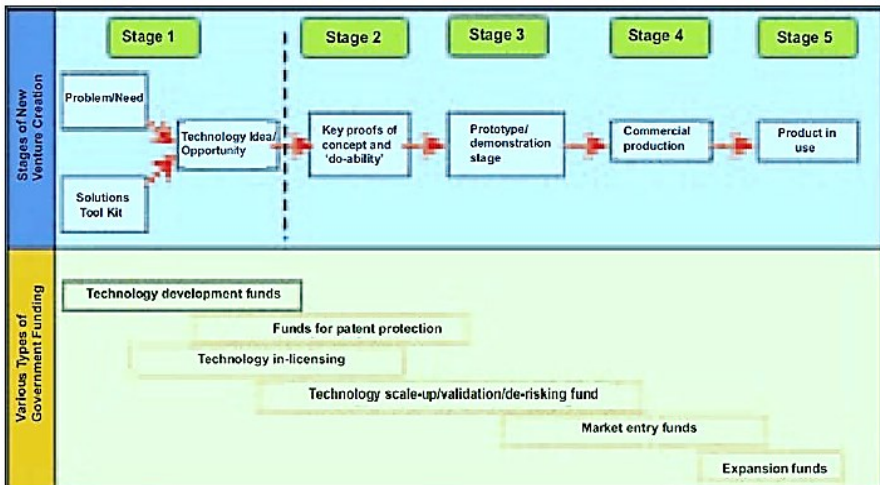 Stage 1
Stage 2
Stage 3
Stage 4
Stage 5
Stages of New
Venture Creation
Problem/Need
Solutions
Tool Kit
Technology Idea/
Opportunity
Key proofs of
concept and
'do-ability'
Prototype/
demonstration
stage
Commercial
production
Product in
use
Various Types of
Government Funding
Technology development funds
Funds for patent protection
Technology in-licensing
Technology scale-up/validation/de-risking fund
Market entry funds
Expansion funds